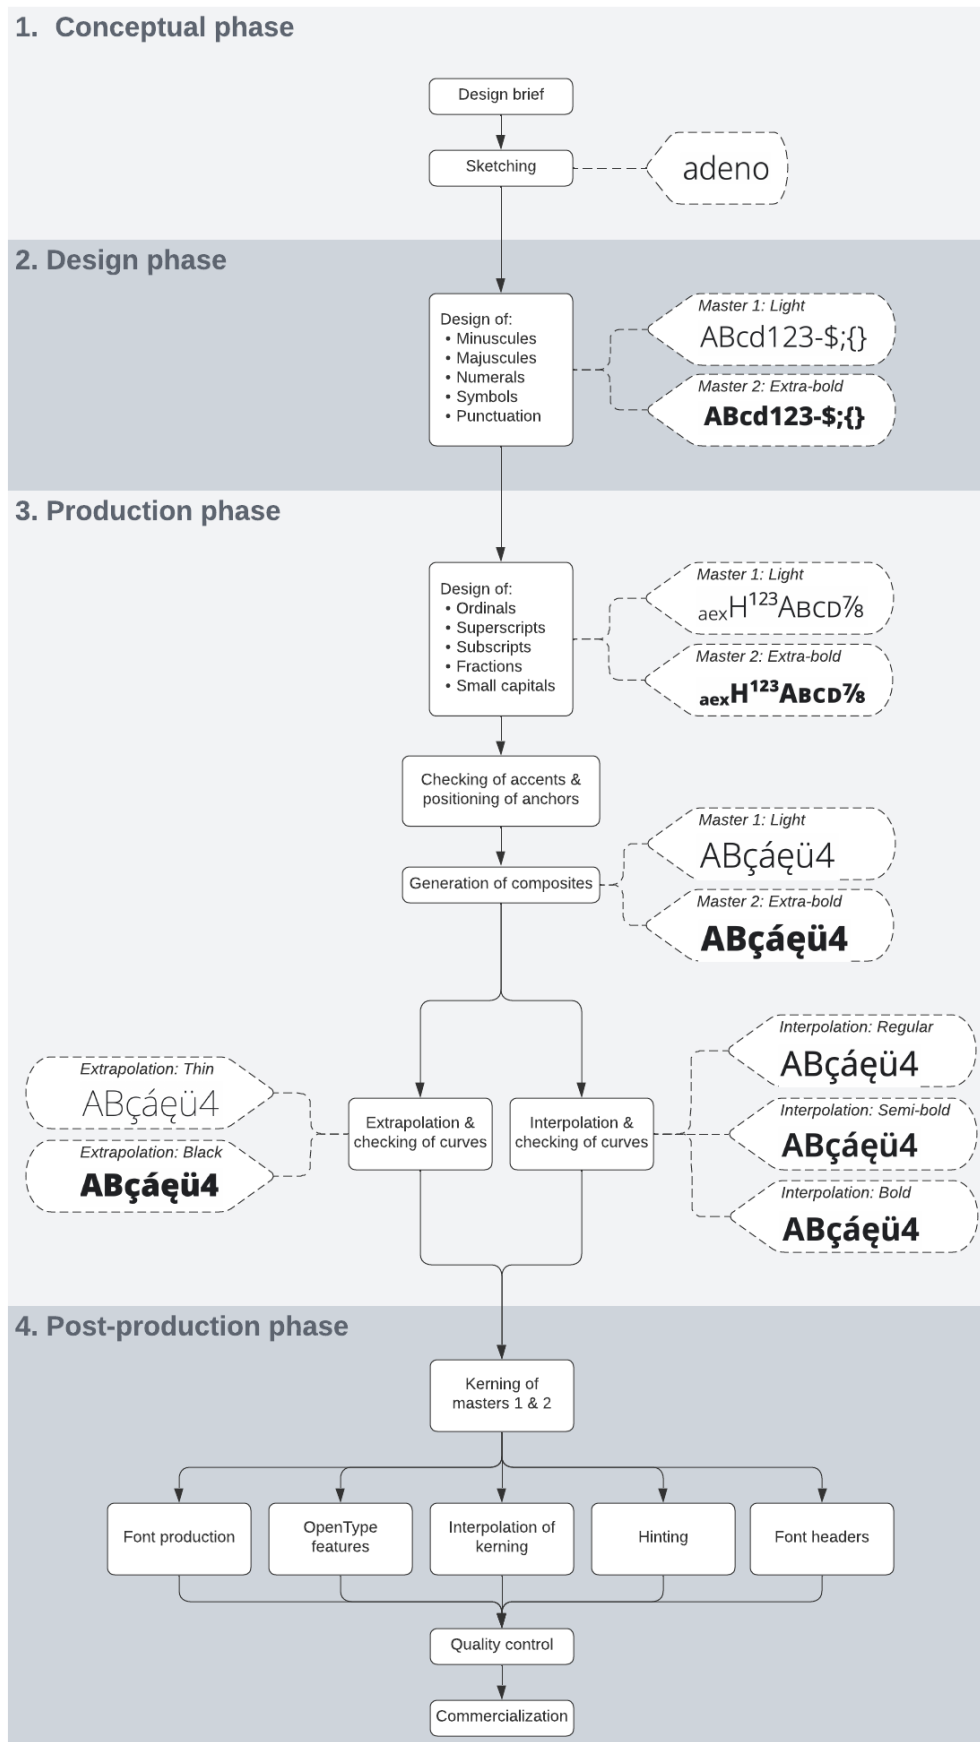 1. Conceptual phase
Design brief
Sketching
adeno
2. Design phase
Design of:
• Minuscules
• Majuscules
• Numerals
• Symbols
• Punctuation
Master 1: Light
ABcd123-$;{}
Master 2: Extra-bold
ABcd123-$;{}
3. Production phase
Design of:
• Ordinals
• Superscripts
• Subscripts
• Fractions
• Small capitals
Master 1: Light
ₐₑₓH¹²³Aʙᴄᴅ⅞
Master 2: Extra-bold
ₐₑₓH¹²³Aʙᴄᴅ⅞
Checking of accents &
positioning of anchors
Generation of composites
Master 1: Light
ABçáęü4
Master 2: Extra-bold
ABçáęü4
Extrapolation: Thin
ABçáęü4
Extrapolation: Black
ABçáęü4
Extrapolation &
checking of curves
Interpolation &
checking of curves
Interpolation: Regular
ABçáęü4
Interpolation: Semi-bold
ABçáęü4
Interpolation: Bold
ABçáęü4
4. Post-production phase
Kerning of
masters 1 & 2
Font production
OpenType
features
Interpolation of
kerning
Hinting
Font headers
Quality control
Commercialization